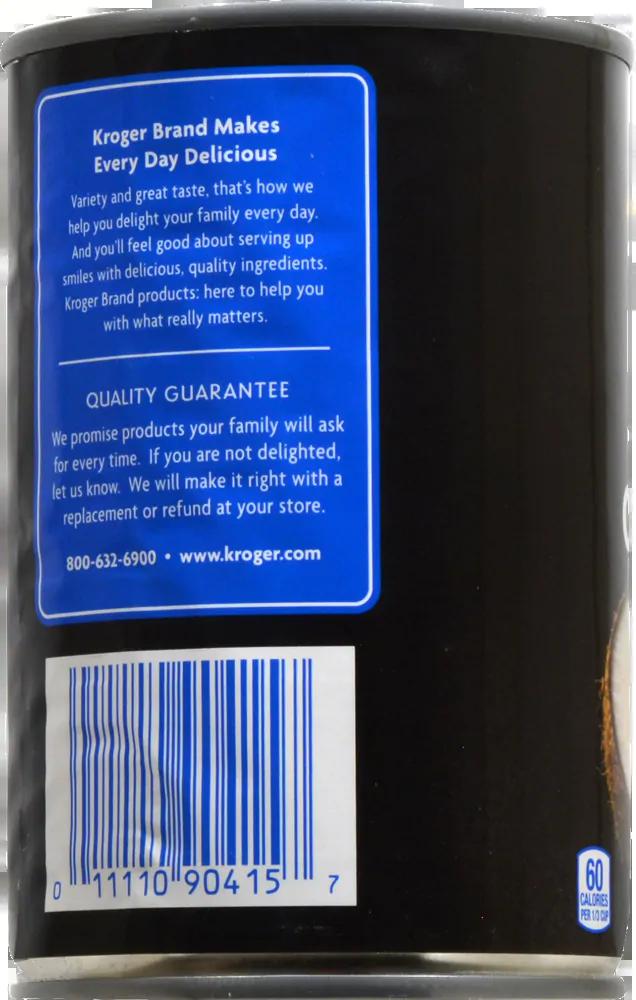 Kroger Brand Makes
Every Day Delicious
Variety and great taste, that's how we
help you delight your family every day.
And you'll feel good about serving up
smiles with delicious, quality ingredients.
Kroger Brand products: here to help you
with what really matters.
QUALITY GUARANTEE
We promise products your family will ask
for every time. If you are not delighted,
let us know. We will make it right with a
replacement or refund at your store.
800-632-6900 • www.kroger.com
0 11110 90415 7
60
CALORIES
PER 1/3 CUP